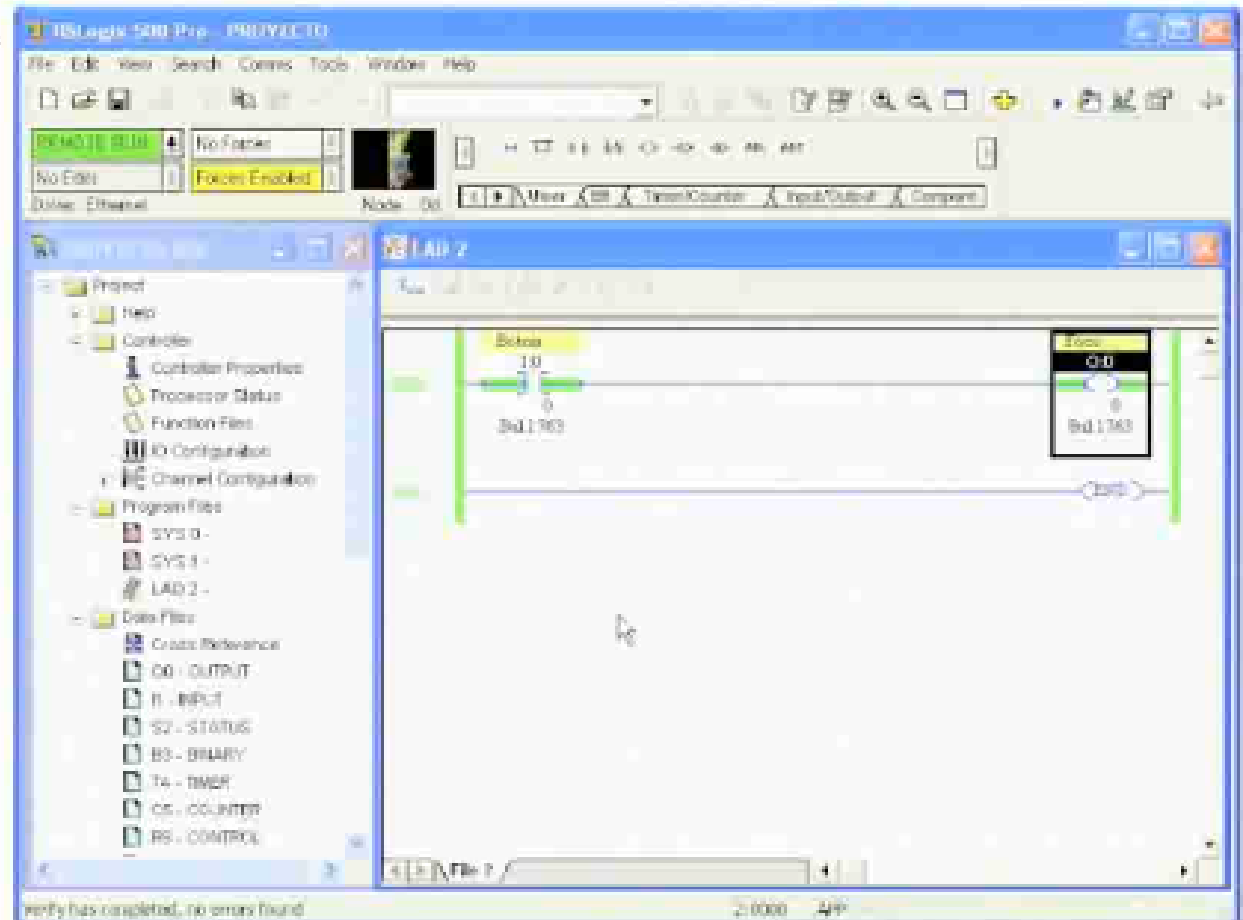 RSLogix 500 Pro - PROYECTO
File Edit View Search Comms Tools Window Help
REMOTE RUN
No Forces
No Edits
Forces Enabled
Driver: Ethernet
Node:
User
Bit
Timer/Counter
Input/Output
Compare
LAD 2
Project
Help
Controller
Controller Properties
Processor Status
Function Files
IO Configuration
Channel Configuration
Program Files
SYS 0 -
SYS 1 -
LAD 2 -
Data Files
Cross Reference
O0 - OUTPUT
I1 - INPUT
S2 - STATUS
B3 - BINARY
T4 - TIMER
C5 - COUNTER
R6 - CONTROL
I:0
0
Bul.1763
Foco
O:0
0
Bul.1763
END
File 2
Verify has completed, no errors found
2:0000
APP